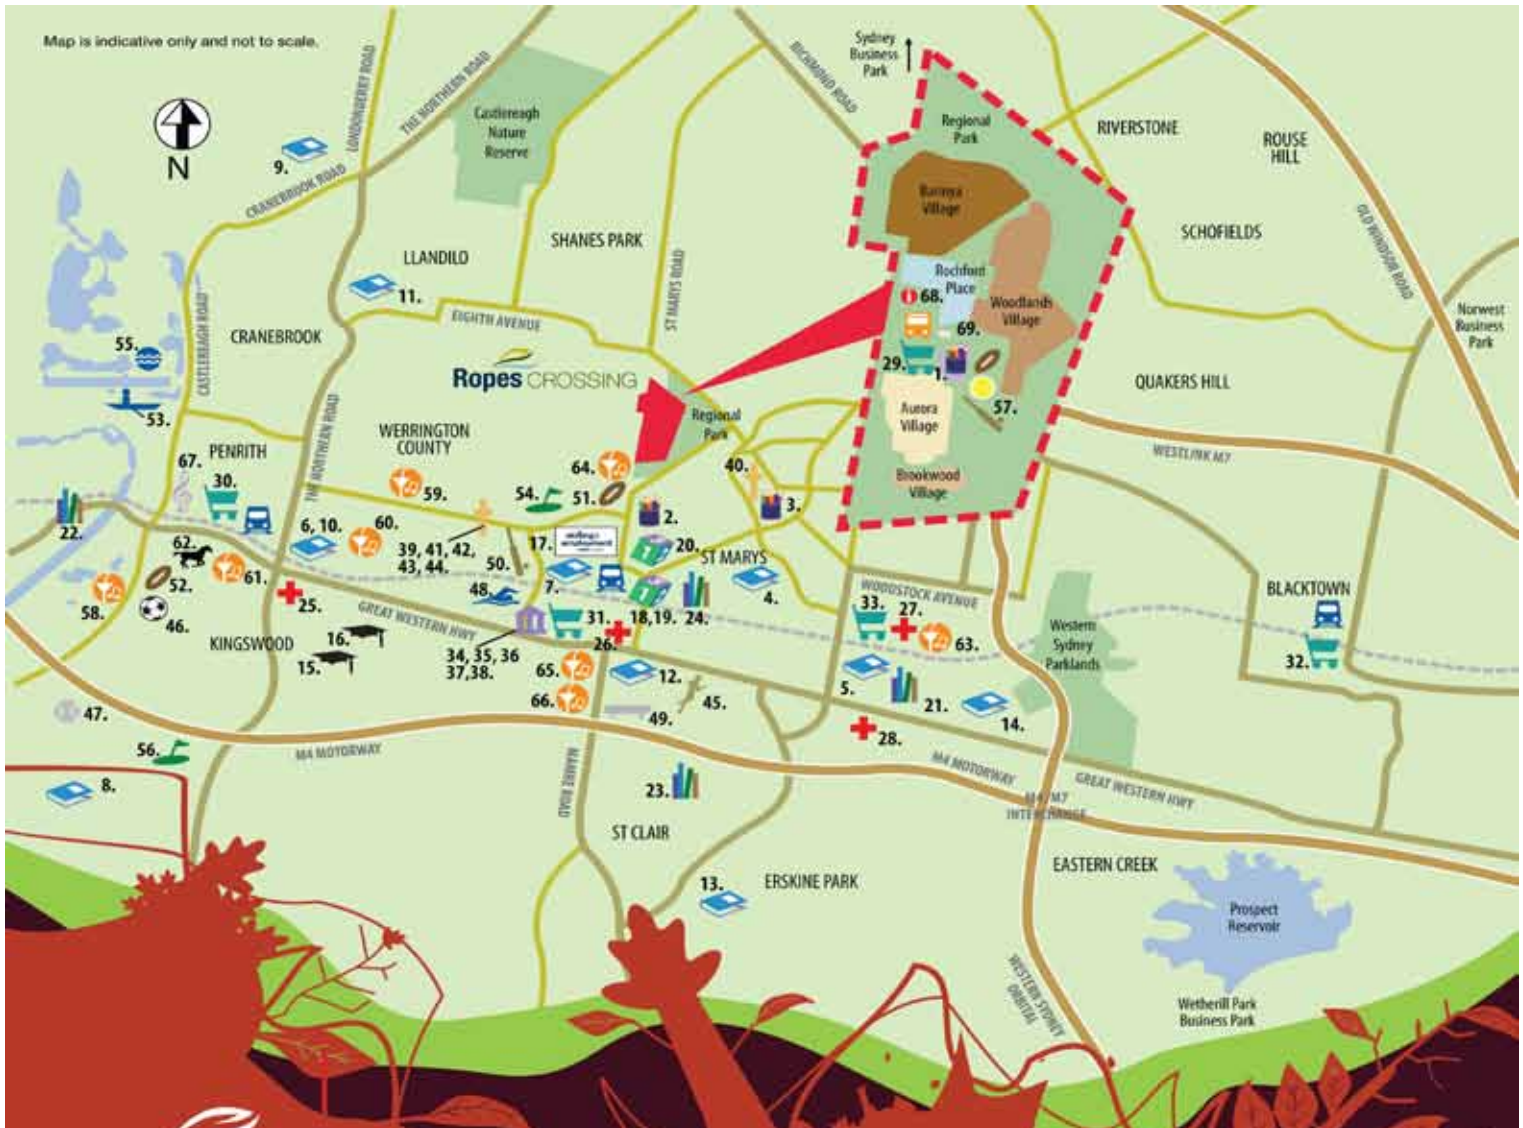 Map is indicative only and not to scale.
N
Sydney
Business
Park
RICHMOND ROAD
LONDONDERRY ROAD
THE NORTHERN ROAD
Castlereagh
Nature
Reserve
Regional
Park
RIVERSTONE
ROUSE
HILL
9.
CRANEBROOK ROAD
Village
SHANES PARK
SCHOFIELDS
OLD WINDSOR ROAD
LLANDILO
11.
ST MARYS ROAD
Rochford
Place
68.
Woodlands
Village
69.
EIGHTH AVENUE
Norwest
Business
Park
CASTLEREAGH ROAD
CRANEBROOK
55.
53.
Ropes CROSSING
29.
1.
57.
QUAKERS HILL
Aurora
Village
Regional
Park
THE NORTHERN ROAD
WERRINGTON
COUNTY
WESTLINK M7
PENRITH
67.
30.
64.
40.
Brookwood
Village
59.
54.
51.
3.
22.
2.
6, 10.
60.
17.
20.
ST MARYS
62.
39, 41, 42,
43, 44.
50.
52.
61.
7.
4.
WOODSTOCK AVENUE
BLACKTOWN
58.
25.
48.
18,19.
24.
33.
27.
46.
GREAT WESTERN HWY
31.
26.
63.
Western
Sydney
Parklands
KINGSWOOD
16.
15.
34, 35, 36
37,38.
65.
12.
32.
5.
21.
66.
45.
47.
49.
14.
28.
56.
M4 MOTORWAY
M4 MOTORWAY
GREAT WESTERN HWY
8.
MAMRE ROAD
23.
M4/M7
INTERCHANGE
ST CLAIR
EASTERN CREEK
13.
ERSKINE PARK
Prospect
Reservoir
WESTERN SYDNEY
ORBITAL
Wetherill Park
Business Park